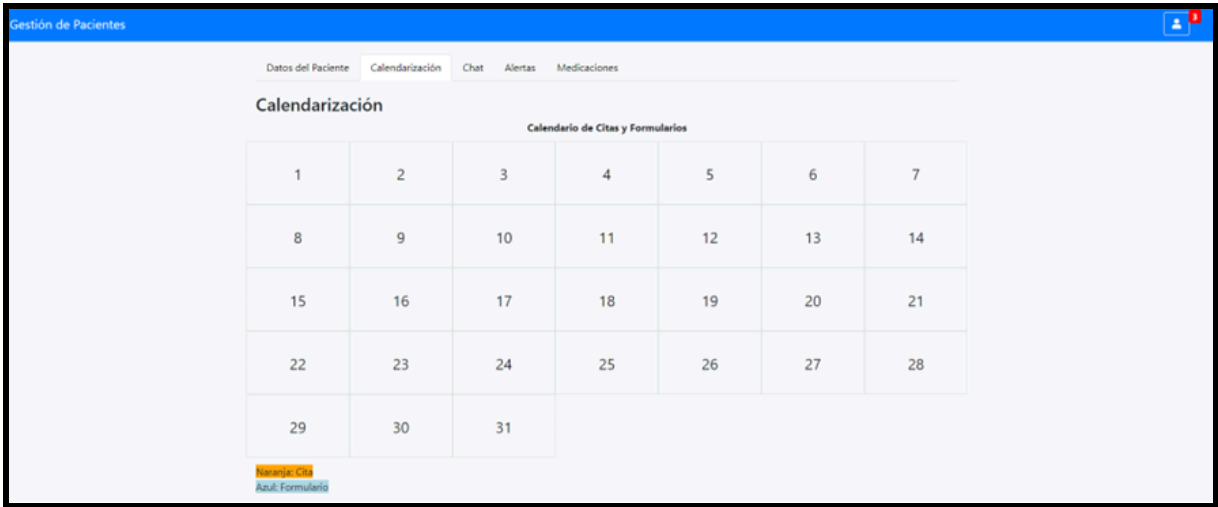 Gestión de Pacientes
3
Datos del Paciente Calendarización Chat Alertas Medicaciones
Calendarización
Calendario de Citas y Formularios
1 2 3 4 5 6 7
8 9 10 11 12 13 14
15 16 17 18 19 20 21
22 23 24 25 26 27 28
29 30 31
Naranja: Cita
Azul: Formulario